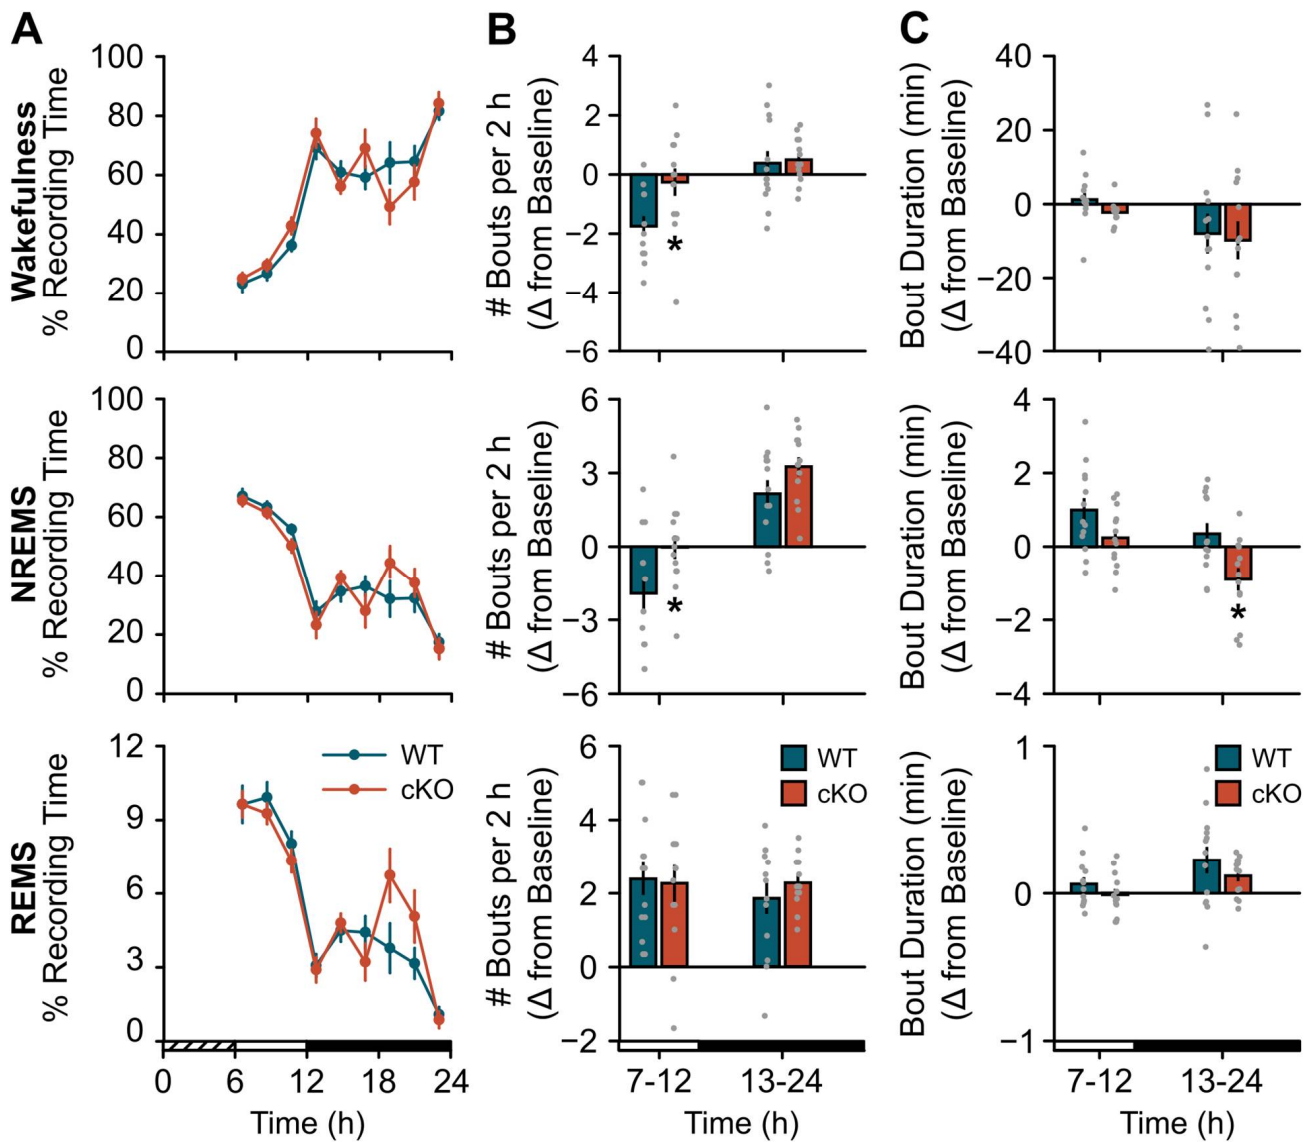 A
B
C
Wakefulness
% Recording Time
100
80
60
40
20
0
# Bouts per 2 h
(Δ from Baseline)
4
2
0
−2
−4
−6
*
Bout Duration (min)
(Δ from Baseline)
40
20
0
−20
−40
NREMS
% Recording Time
100
80
60
40
20
0
# Bouts per 2 h
(Δ from Baseline)
6
3
0
−3
−6
*
Bout Duration (min)
(Δ from Baseline)
4
2
0
−2
−4
*
REMS
% Recording Time
12
9
6
3
0
WT
cKO
0 6 12 18 24
Time (h)
# Bouts per 2 h
(Δ from Baseline)
6
4
2
0
−2
WT
cKO
7-12 13-24
Time (h)
Bout Duration (min)
(Δ from Baseline)
1
0
−1
WT
cKO
7-12 13-24
Time (h)